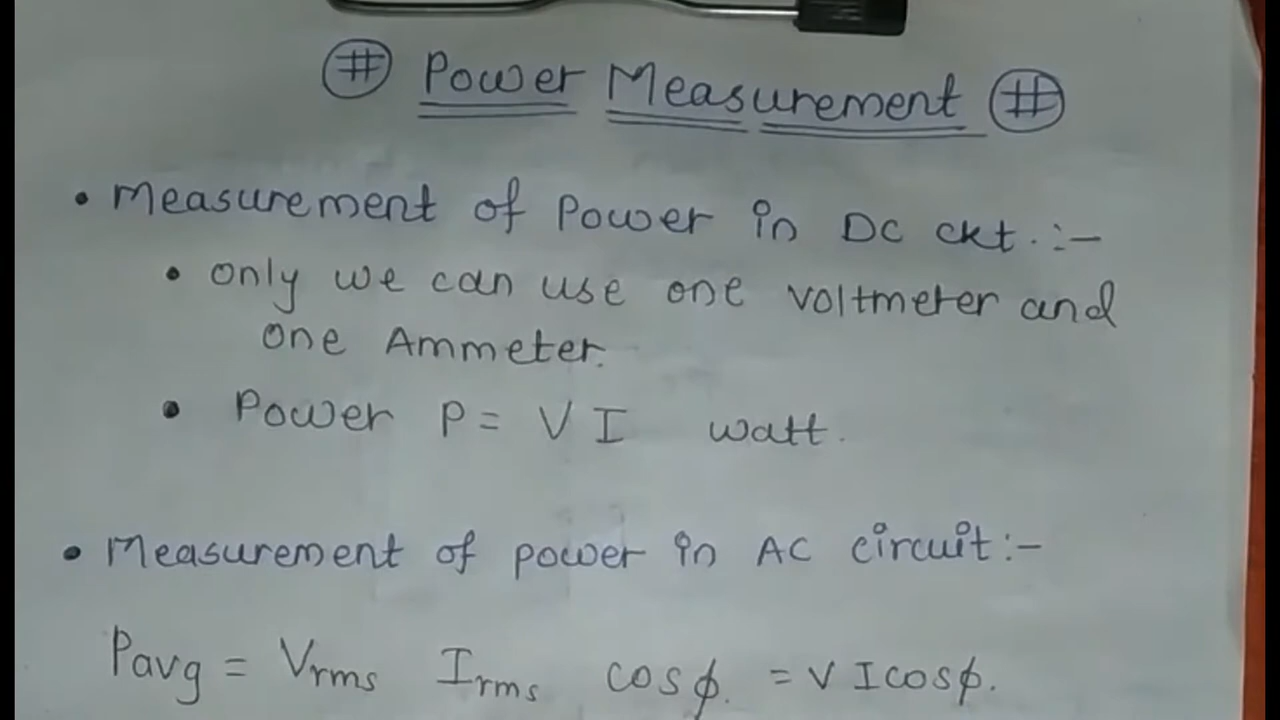 # Power Measurement #
• Measurement of Power in DC ckt. :-
• only we can use one voltmeter and
one Ammeter.
• Power P = V I watt.
• Measurement of power in AC circuit :-
Pavg = Vrms Irms cosϕ. = V I cosϕ.